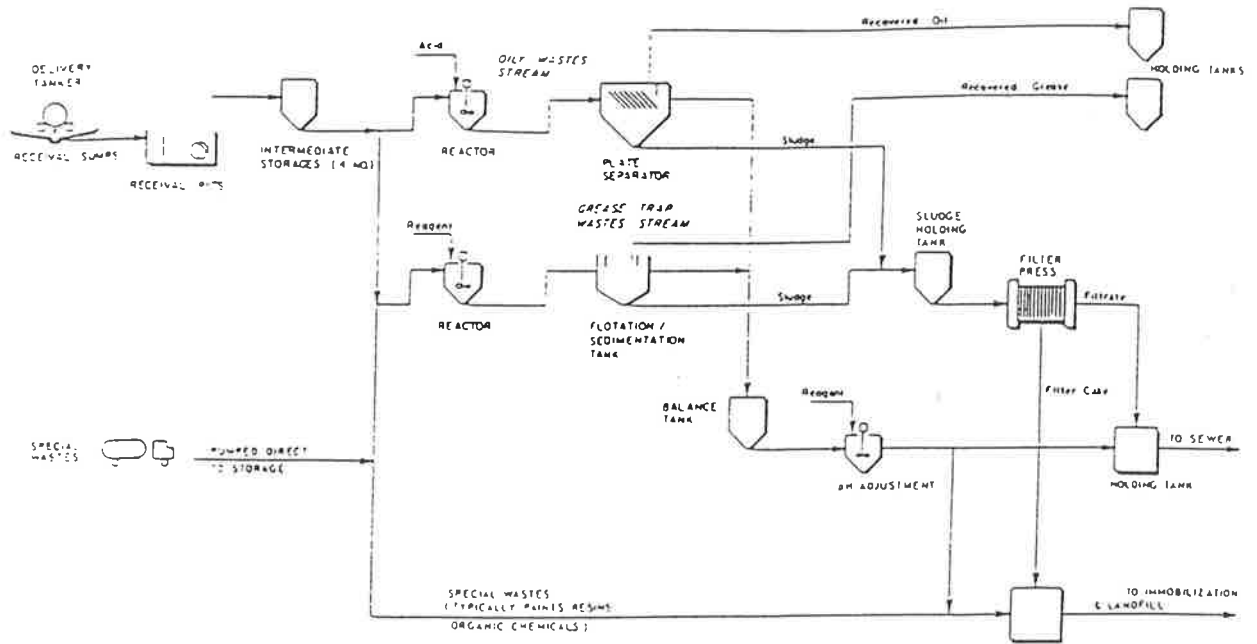 Recovered Oil
HOLDING TANKS
Acid
OILY WASTES
STREAM
DELIVERY
TANKER
Recovered Grease
RECEIVAL SUMPS
RECEIVAL PITS
INTERMEDIATE
STORAGES (4 NO)
REACTOR
PLATE
SEPARATOR
Sludge
GREASE TRAP
WASTES STREAM
SLUDGE
HOLDING
TANK
FILTER
PRESS
Reagent
REACTOR
FLOTATION /
SEDIMENTATION
TANK
Sludge
Filtrate
BALANCE
TANK
Reagent
Filter Cake
SPECIAL
WASTES
PUMPED DIRECT
TO STORAGE
pH ADJUSTMENT
TO SEWER
HOLDING TANK
SPECIAL WASTES
(TYPICALLY PAINTS RESINS
ORGANIC CHEMICALS)
TO IMMOBILIZATION
& LANDFILL